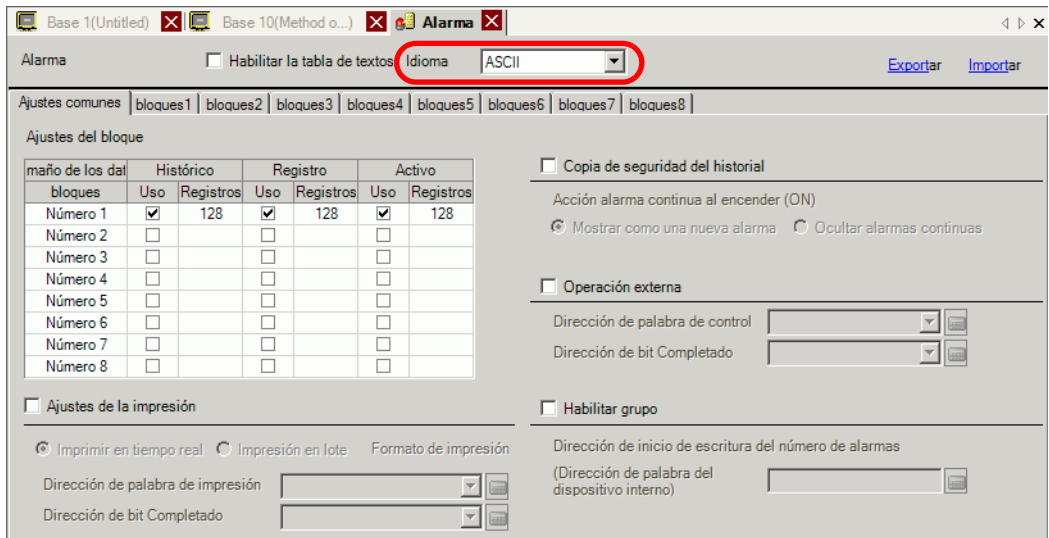 Base 1(Untitled) Base 10(Method o...) Alarma
Alarma Habilitar la tabla de textos Idioma ASCII Exportar Importar
Ajustes comunes bloques1 bloques2 bloques3 bloques4 bloques5 bloques6 bloques7 bloques8
Ajustes del bloque
maño de los dat Histórico Registro Activo
bloques Uso Registros Uso Registros Uso Registros
Número 1 128 128 128
Número 2
Número 3
Número 4
Número 5
Número 6
Número 7
Número 8
Ajustes de la impresión
Imprimir en tiempo real Impresión en lote Formato de impresión
Dirección de palabra de impresión
Dirección de bit Completado
Copia de seguridad del historial
Acción alarma continua al encender (ON)
Mostrar como una nueva alarma Ocultar alarmas continuas
Operación externa
Dirección de palabra de control
Dirección de bit Completado
Habilitar grupo
Dirección de inicio de escritura del número de alarmas
(Dirección de palabra del
dispositivo interno)